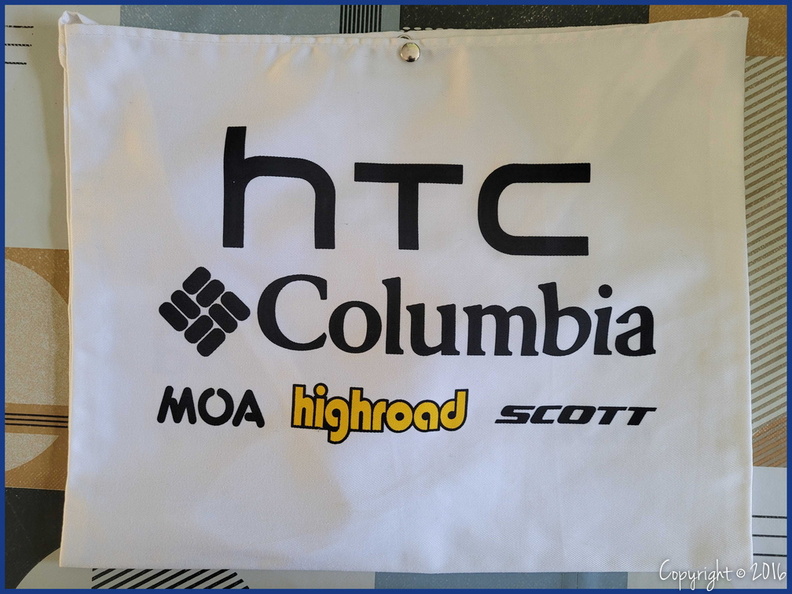 hTC
Columbia
MOA highroad SCOTT
Copyright © 2016